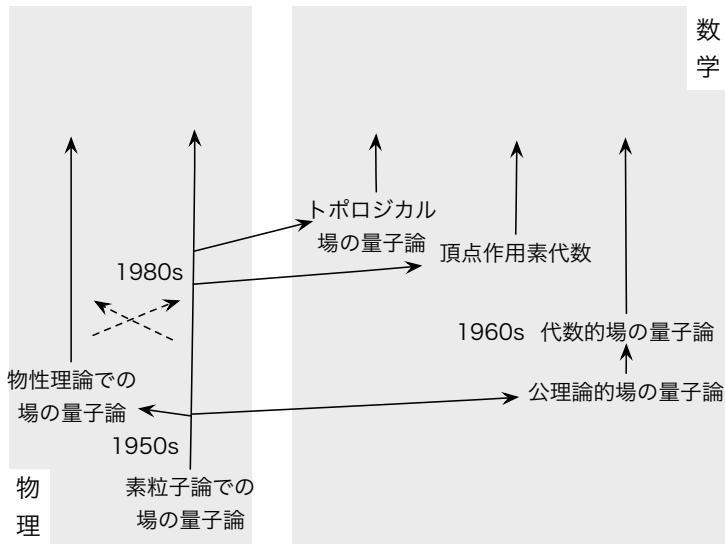 数
学
トポロジカル
場の量子論
頂点作用素代数
1980s
1960s 代数的場の量子論
物性理論での
場の量子論
公理論的場の量子論
1950s
物
理
素粒子論での
場の量子論